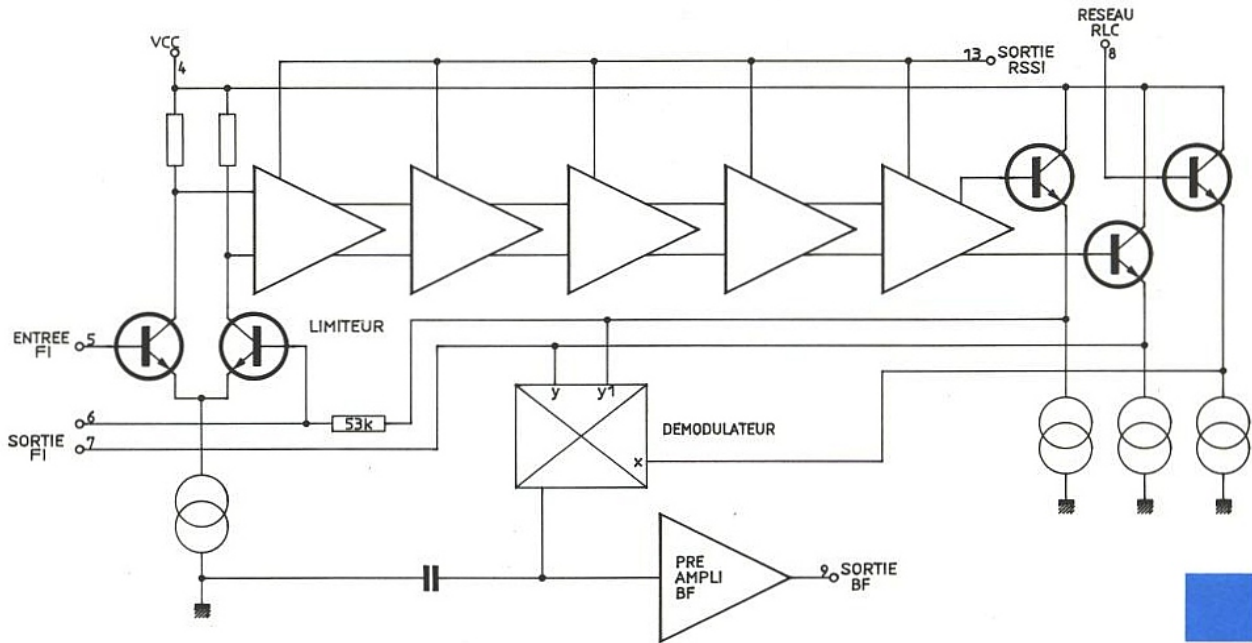 VCC
4
13 SORTIE
RSSI
RESEAU
RLC
8
ENTREE
FI
5
LIMITEUR
6
53k
SORTIE
FI
7
y y1
x
DEMODULATEUR
PRE
AMPLI
BF
9 SORTIE
BF